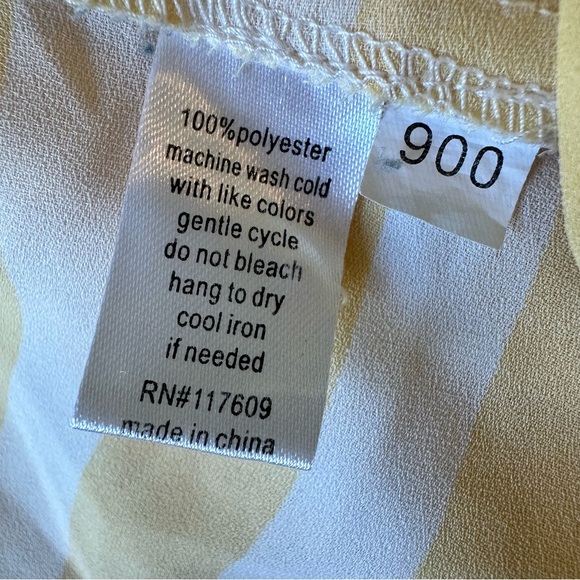 100%polyester
machine wash cold
with like colors
gentle cycle
do not bleach
hang to dry
cool iron
if needed
RN#117609
made in china
900